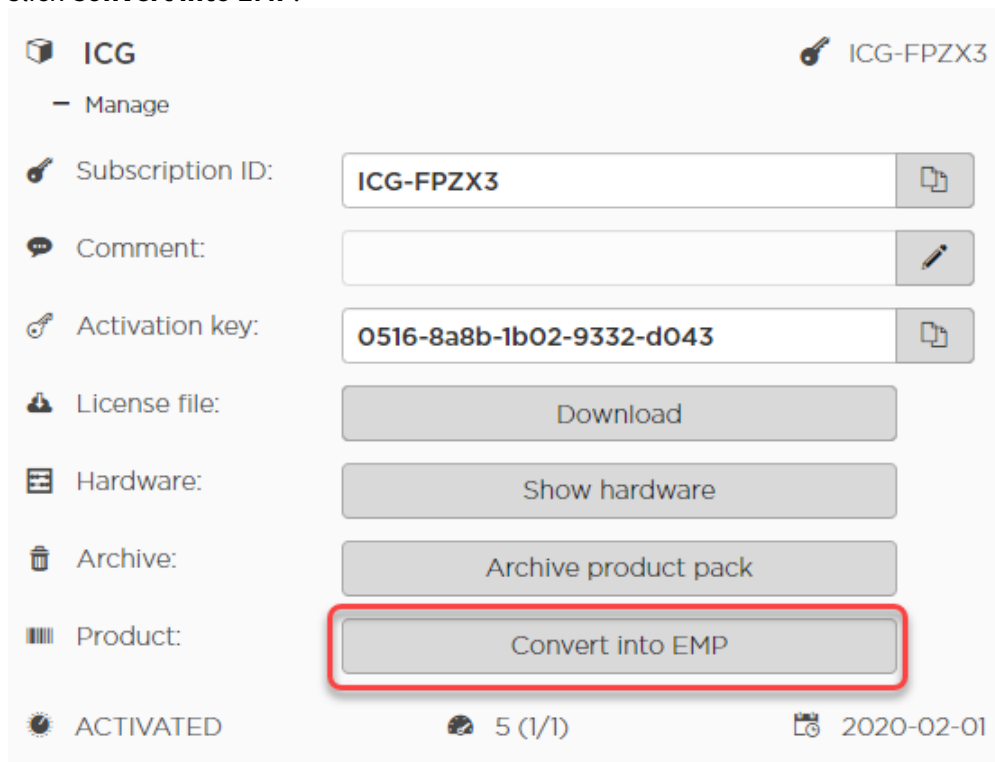 ICG ICG-FPZX3
Manage
Subscription ID: ICG-FPZX3
Comment:
Activation key: 0516-8a8b-1b02-9332-d043
License file: Download
Hardware: Show hardware
Archive: Archive product pack
Product: Convert into EMP
ACTIVATED 5 (1/1) 2020-02-01